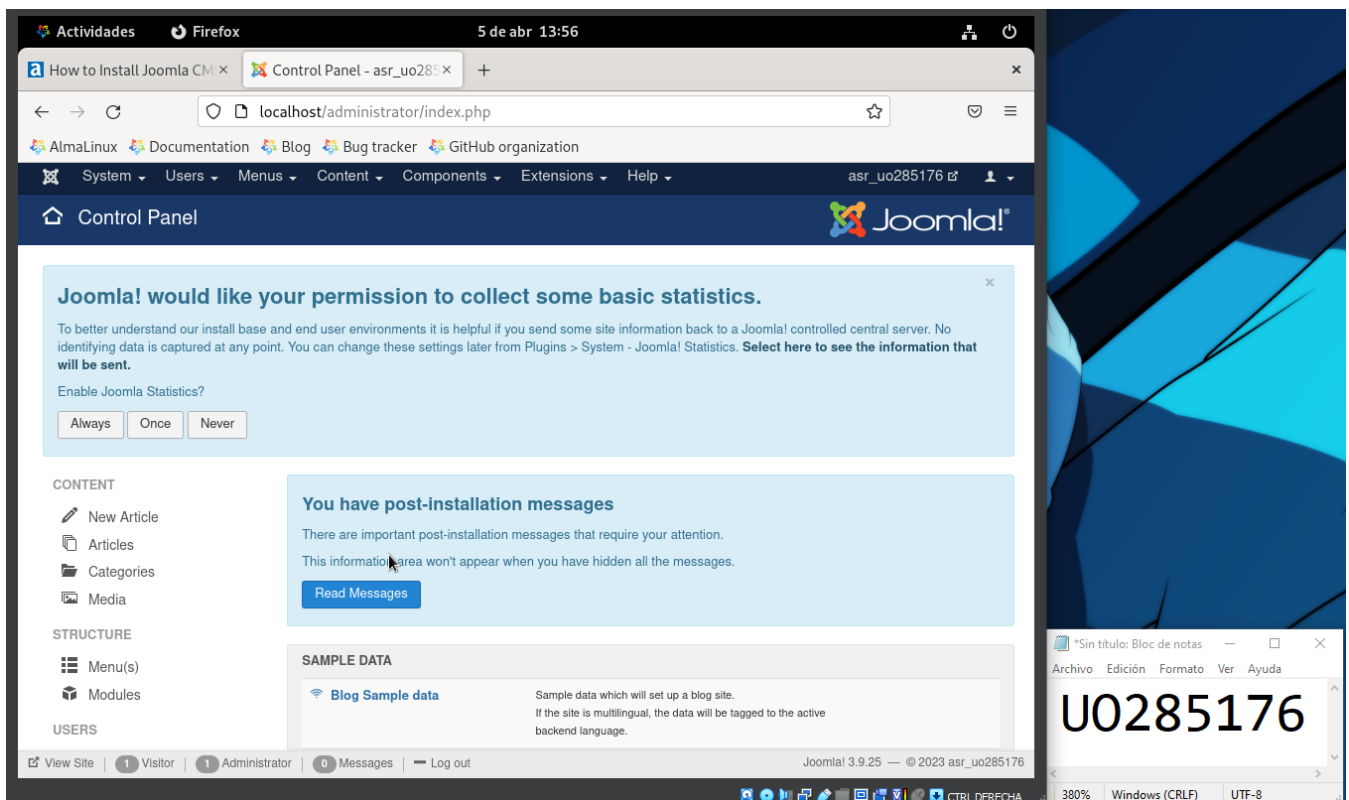 Actividades Firefox 5 de abr 13:56
How to Install Joomla CM Control Panel - asr_uo285
localhost/administrator/index.php
AlmaLinux Documentation Blog Bug tracker GitHub organization
System Users Menus Content Components Extensions Help asr_uo285176
Control Panel Joomla!®
Joomla! would like your permission to collect some basic statistics.
To better understand our install base and end user environments it is helpful if you send some site information back to a Joomla! controlled central server. No
identifying data is captured at any point. You can change these settings later from Plugins > System - Joomla! Statistics. Select here to see the information that
will be sent.
Enable Joomla Statistics?
Always Once Never
CONTENT
New Article
Articles
Categories
Media
STRUCTURE
Menu(s)
Modules
USERS
You have post-installation messages
There are important post-installation messages that require your attention.
This information area won't appear when you have hidden all the messages.
Read Messages
SAMPLE DATA
Blog Sample data
Sample data which will set up a blog site.
If the site is multilingual, the data will be tagged to the active
backend language.
View Site 1 Visitor 1 Administrator 0 Messages Log out Joomla! 3.9.25 — © 2023 asr_uo285176
CTRL DERECHA
*Sin título: Bloc de notas
Archivo Edición Formato Ver Ayuda
UO285176
380% Windows (CRLF) UTF-8